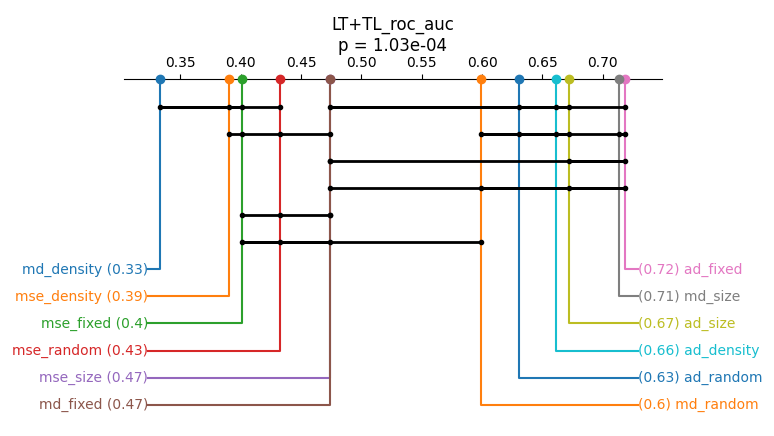 LT+TL_roc_auc
p = 1.03e-04
0.35 0.40 0.45 0.50 0.55 0.60 0.65 0.70
md_density (0.33) (0.72) ad_fixed
mse_density (0.39) (0.71) md_size
mse_fixed (0.4) (0.67) ad_size
mse_random (0.43) (0.66) ad_density
mse_size (0.47) (0.63) ad_random
md_fixed (0.47) (0.6) md_random